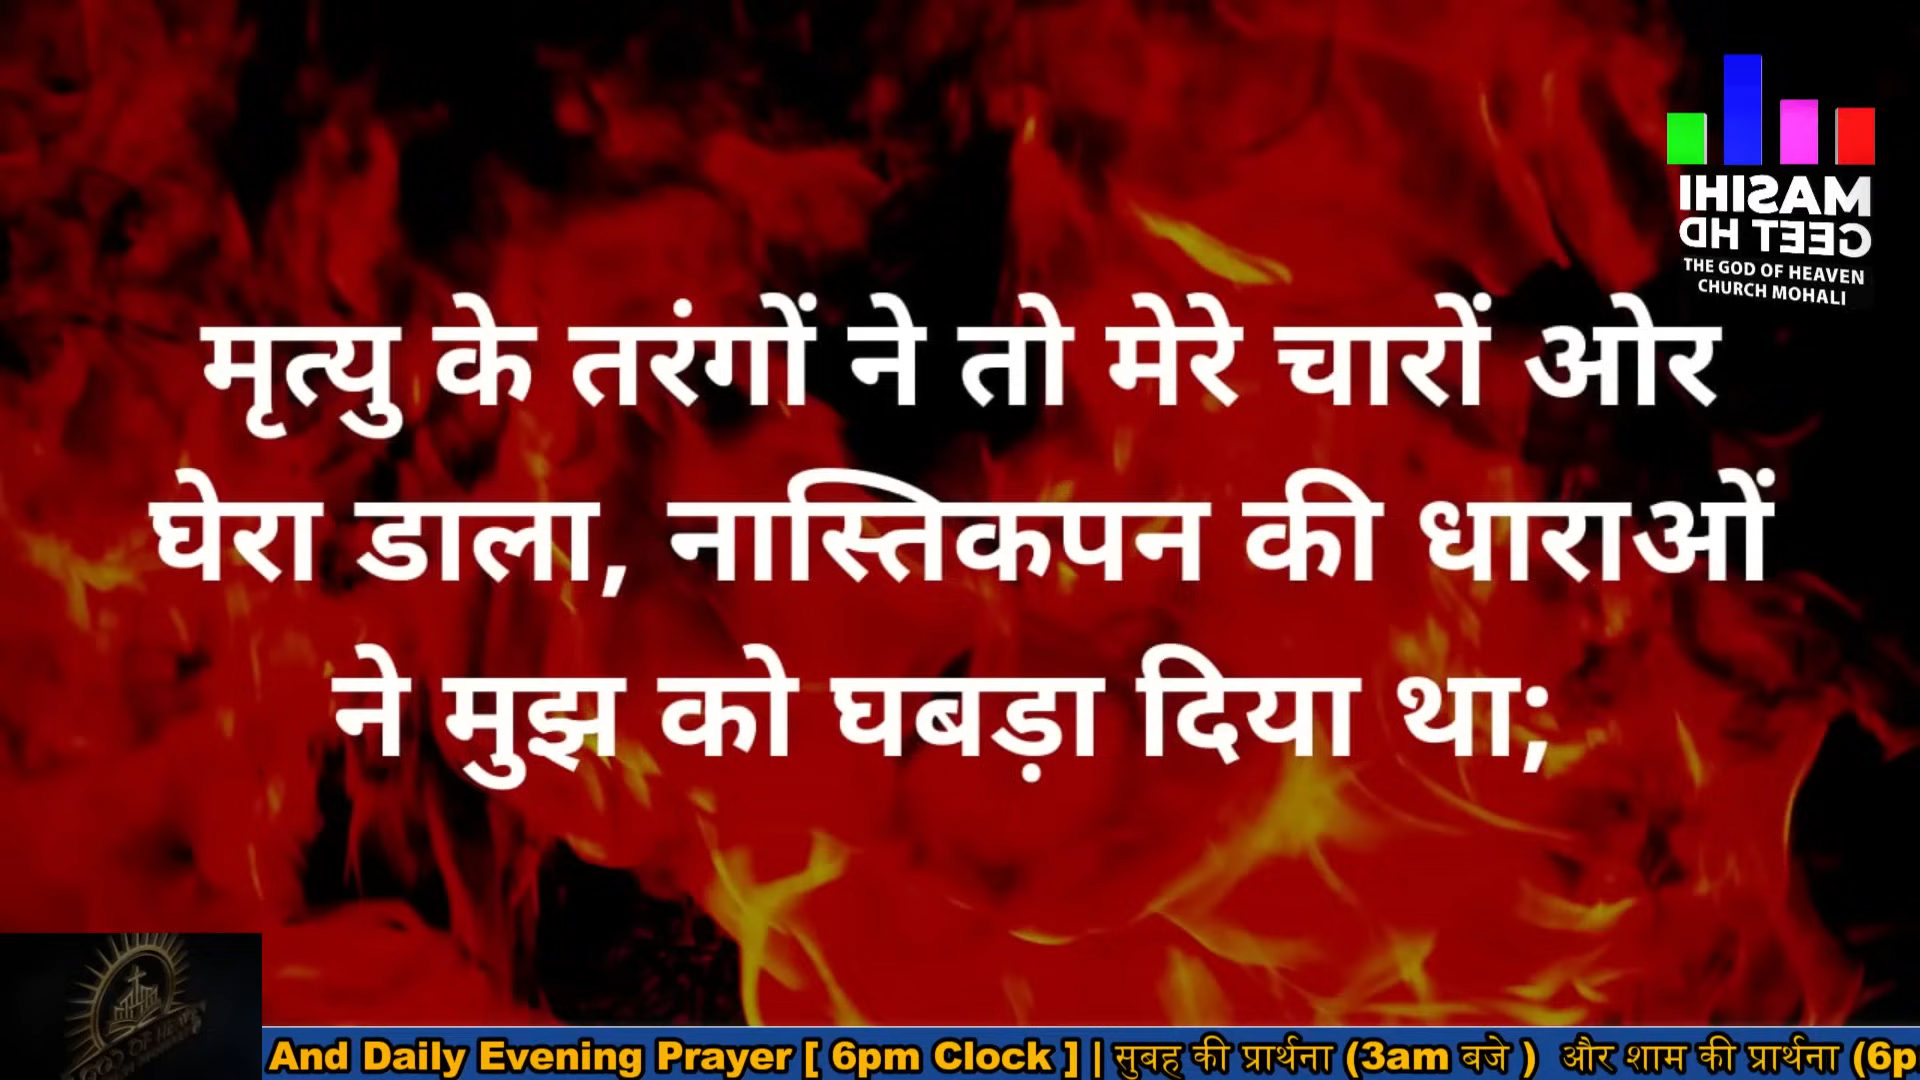 MASIHI
GEET HD
THE GOD OF HEAVEN
CHURCH MOHALI
मृत्यु के तरंगों ने तो मेरे चारों ओर
घेरा डाला, नास्तिकपन की धाराओं
ने मुझ को घबड़ा दिया था;
And Daily Evening Prayer [ 6pm Clock ] | सुबह की प्रार्थना (3am बजे ) और शाम की प्रार्थना (6p